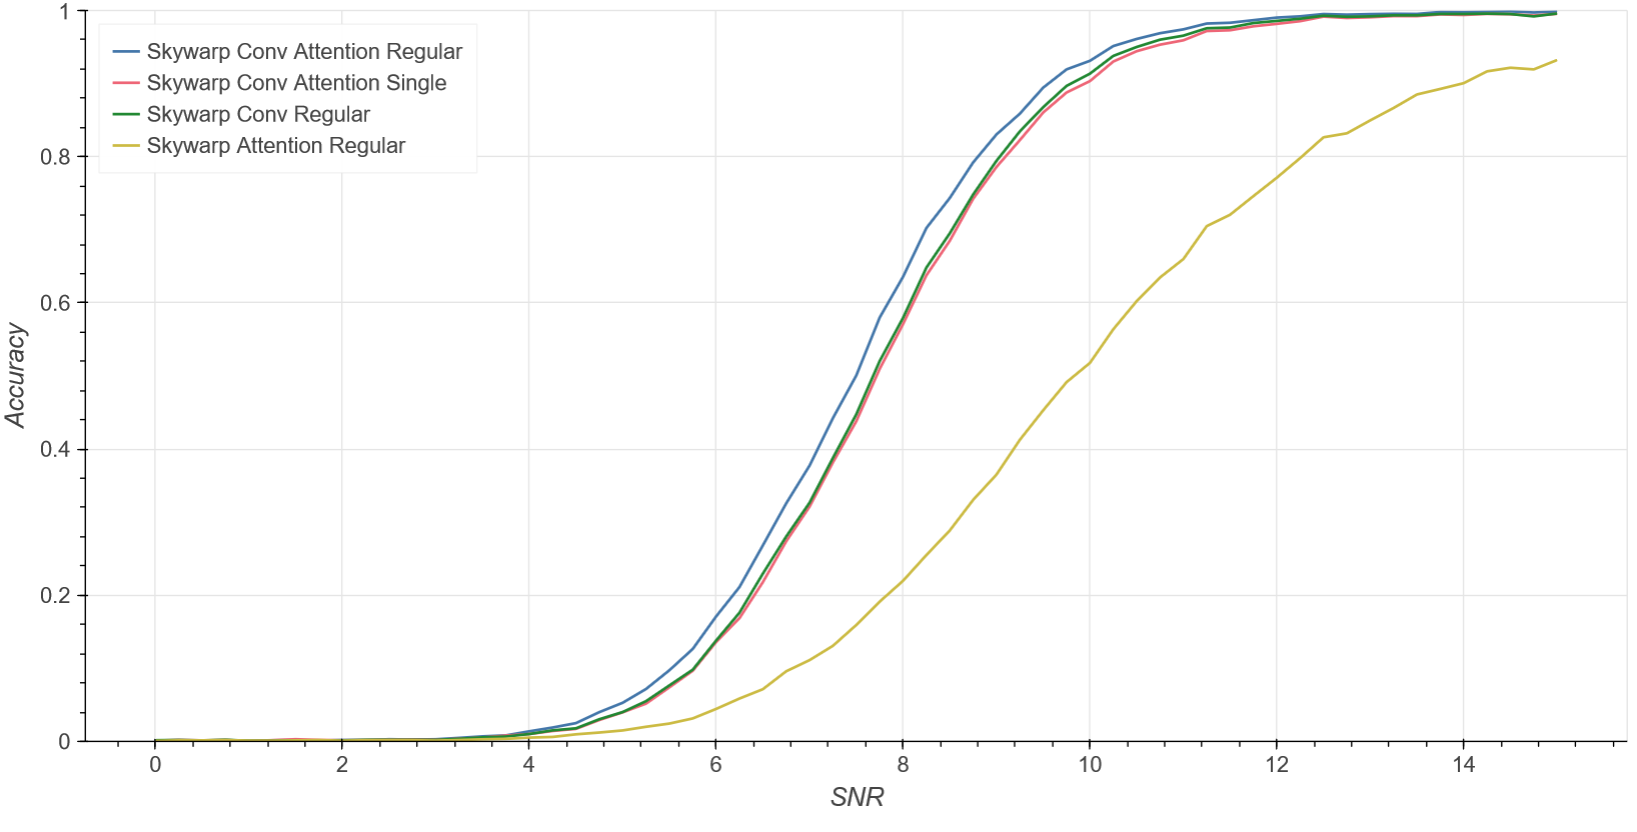 Skywarp Conv Attention Regular
Skywarp Conv Attention Single
Skywarp Conv Regular
Skywarp Attention Regular
1
0.8
0.6
0.4
0.2
0
Accuracy
0 2 4 6 8 10 12 14
SNR